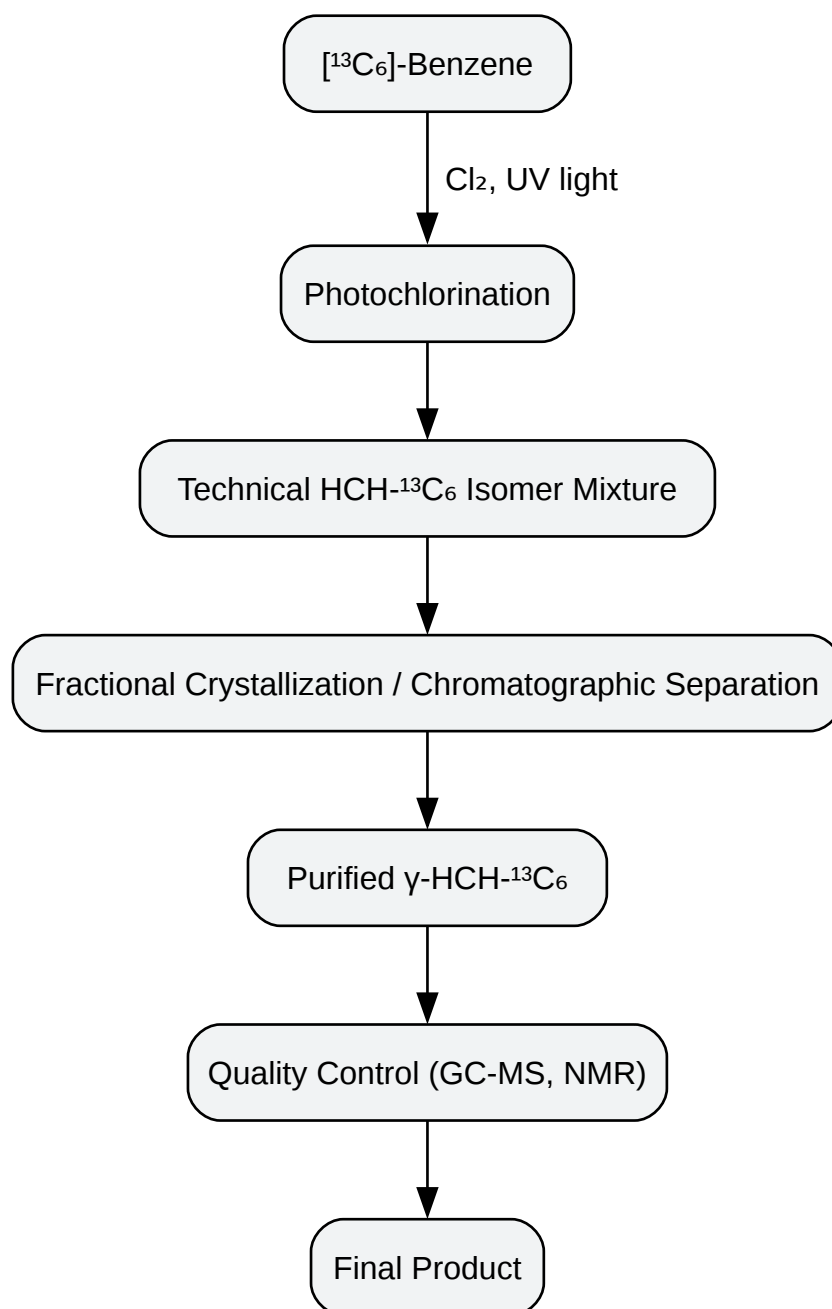 [¹³C₆]-Benzene
Cl₂, UV light
Photochlorination
Technical HCH-¹³C₆ Isomer Mixture
Fractional Crystallization / Chromatographic Separation
Purified γ-HCH-¹³C₆
Quality Control (GC-MS, NMR)
Final Product